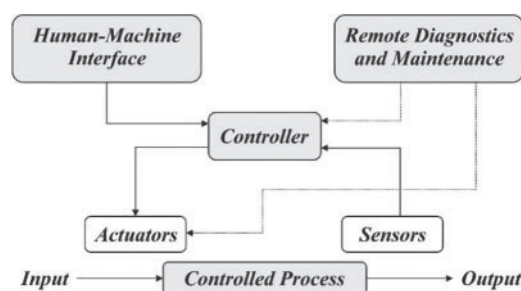 Human-Machine
Interface
Remote Diagnostics
and Maintenance
Controller
Actuators
Sensors
Input
Controlled Process
Output